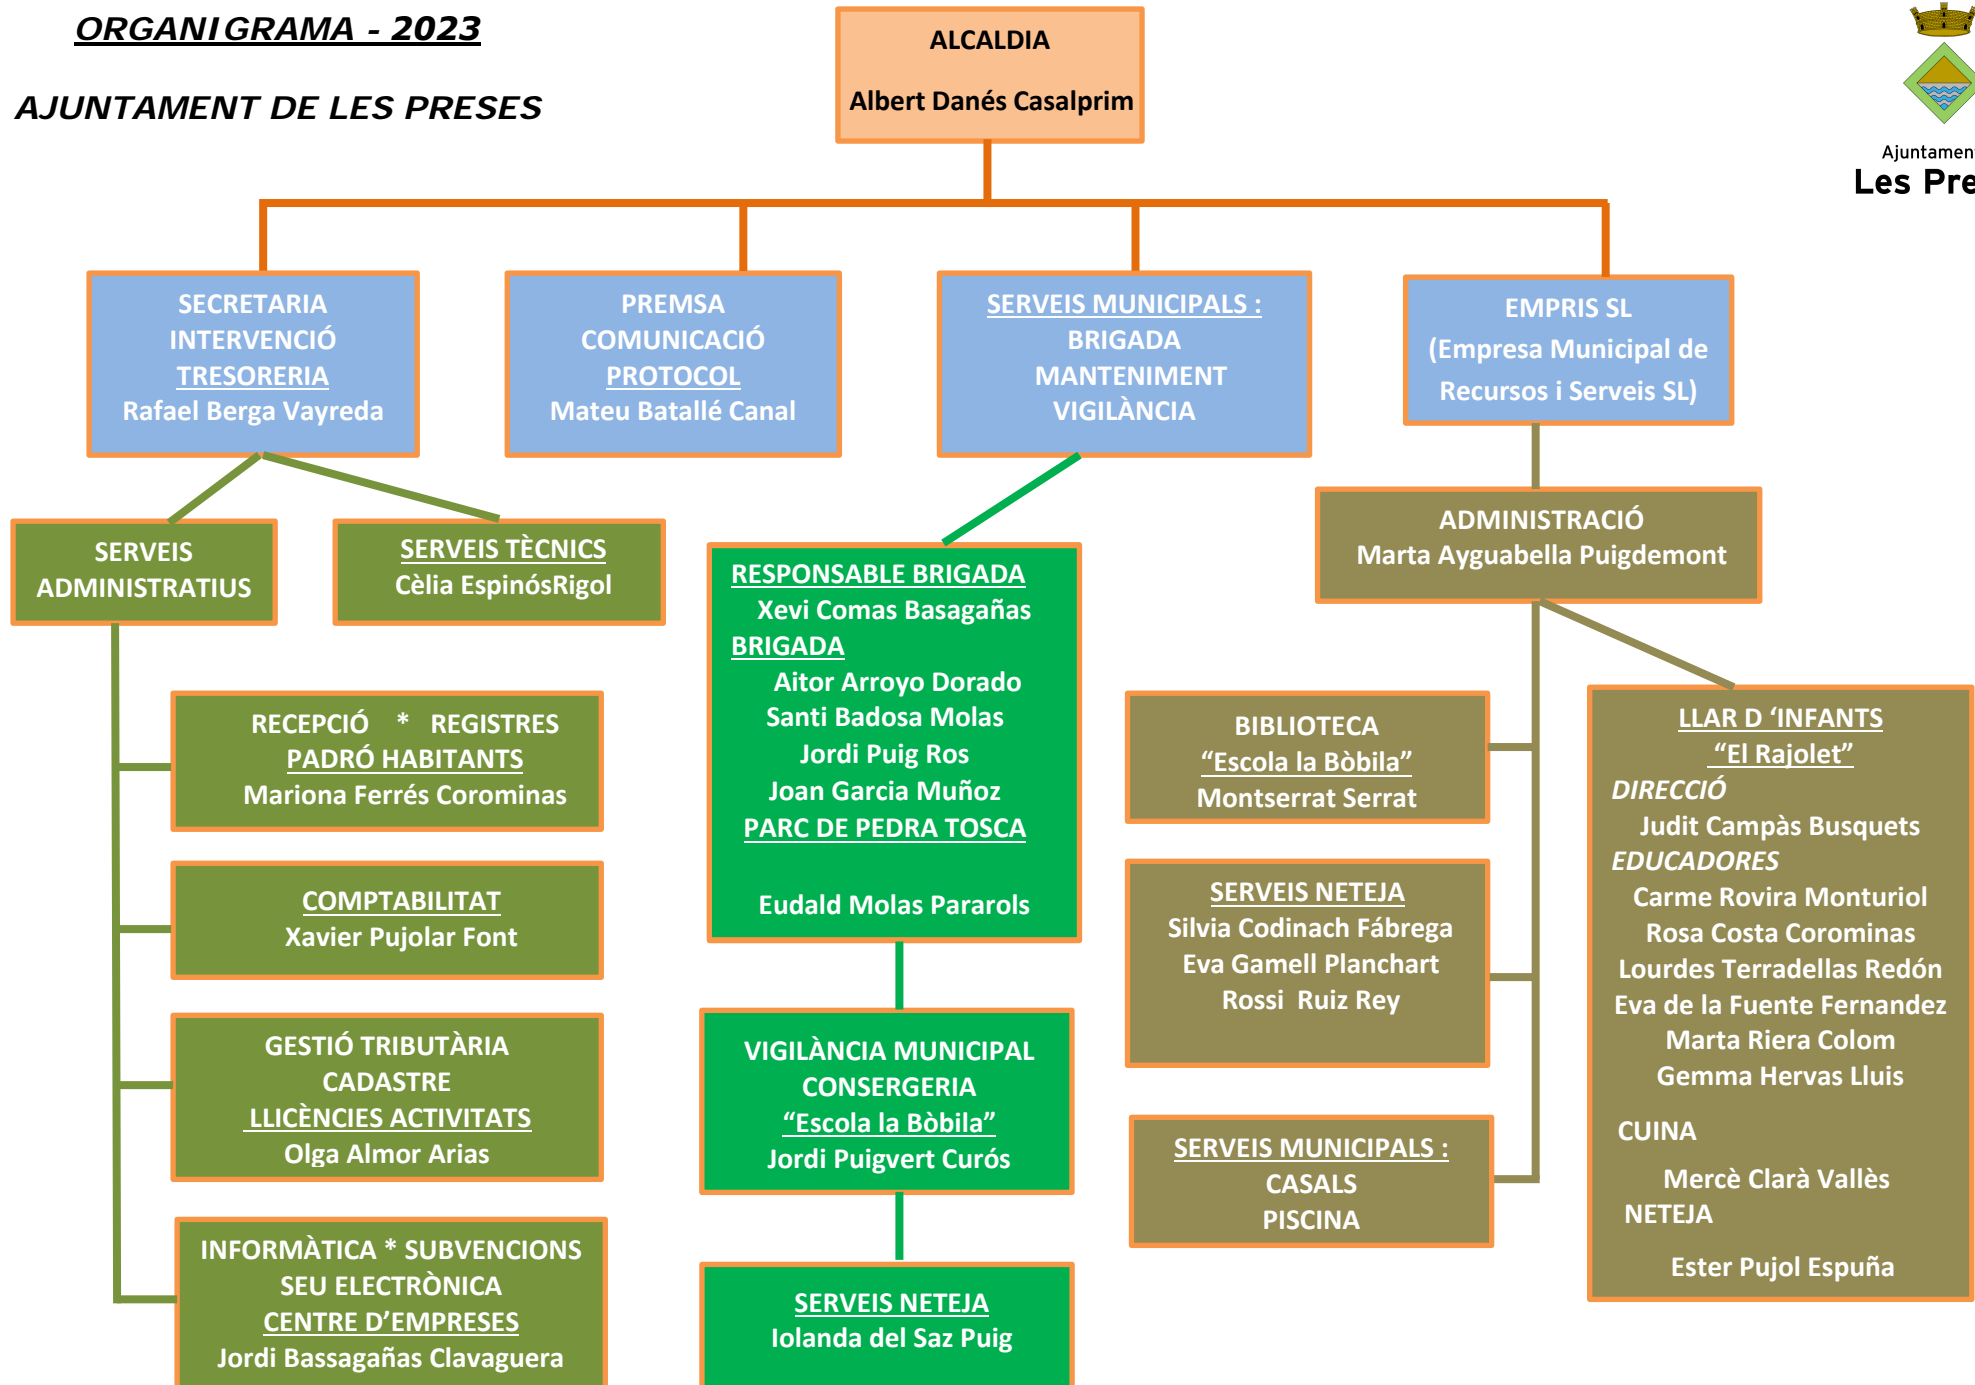 ORGANIGRAMA - 2023
AJUNTAMENT DE LES PRESES
ALCALDIA
Albert Danés Casalprim
Ajuntamen
Les Pre
SECRETARIA
INTERVENCIÓ
TRESORERIA
Rafael Berga Vayreda
PREMSA
COMUNICACIÓ
PROTOCOL
Mateu Batallé Canal
SERVEIS MUNICIPALS :
BRIGADA
MANTENIMENT
VIGILÀNCIA
EMPRIS SL
(Empresa Municipal de
Recursos i Serveis SL)
SERVEIS
ADMINISTRATIUS
SERVEIS TÈCNICS
Cèlia EspinósRigol
RECEPCIÓ * REGISTRES
PADRÓ HABITANTS
Mariona Ferrés Corominas
COMPTABILITAT
Xavier Pujolar Font
GESTIÓ TRIBUTÀRIA
CADASTRE
LLICÈNCIES ACTIVITATS
Olga Almor Arias
INFORMÀTICA * SUBVENCIONS
SEU ELECTRÒNICA
CENTRE D’EMPRESES
Jordi Bassagañas Clavaguera
RESPONSABLE BRIGADA
Xevi Comas Basagañas
BRIGADA
Aitor Arroyo Dorado
Santi Badosa Molas
Jordi Puig Ros
Joan Garcia Muñoz
PARC DE PEDRA TOSCA
Eudald Molas Pararols
VIGILÀNCIA MUNICIPAL
CONSERGERIA
“Escola la Bòbila”
Jordi Puigvert Curós
SERVEIS NETEJA
Iolanda del Saz Puig
ADMINISTRACIÓ
Marta Ayguabella Puigdemont
BIBLIOTECA
“Escola la Bòbila”
Montserrat Serrat
SERVEIS NETEJA
Silvia Codinach Fábrega
Eva Gamell Planchart
Rossi Ruiz Rey
SERVEIS MUNICIPALS :
CASALS
PISCINA
LLAR D ‘INFANTS
“El Rajolet”
DIRECCIÓ
Judit Campàs Busquets
EDUCADORES
Carme Rovira Monturiol
Rosa Costa Corominas
Lourdes Terradellas Redón
Eva de la Fuente Fernandez
Marta Riera Colom
Gemma Hervas Lluis
CUINA
Mercè Clarà Vallès
NETEJA
Ester Pujol Espuña